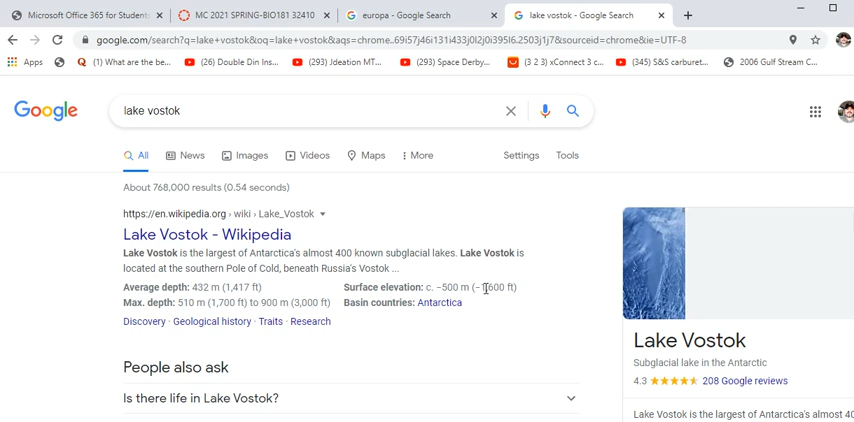 Microsoft Office 365 for Student
MC 2021 SPRING-BIO181 32410
europa - Google Search
lake vostok - Google Search
google.com/search?q=lake+vostok&oq=lake+vostok&aqs=chrome..69i57j46i131i433j0l2j0i395l6.2503j1j7&sourceid=chrome&ie=UTF-8
Apps
(1) What are the be...
(26) Double Din Ins...
(293) Jdeation MT...
(293) Space Derby...
(3 2 3) xConnect 3 c...
(345) S&S carburet...
2006 Gulf Stream C...
Google
lake vostok
All News Images Videos Maps More Settings Tools
About 768,000 results (0.54 seconds)
https://en.wikipedia.org › wiki › Lake_Vostok
Lake Vostok - Wikipedia
Lake Vostok is the largest of Antarctica's almost 400 known subglacial lakes. Lake Vostok is
located at the southern Pole of Cold, beneath Russia's Vostok ...
Average depth: 432 m (1,417 ft)
Surface elevation: c. −500 m (−1,600 ft)
Max. depth: 510 m (1,700 ft) to 900 m (3,000 ft)
Basin countries: Antarctica
Discovery · Geological history · Traits · Research
People also ask
Is there life in Lake Vostok?
Lake Vostok
Subglacial lake in the Antarctic
4.3 208 Google reviews
Lake Vostok is the largest of Antarctica's almost 400